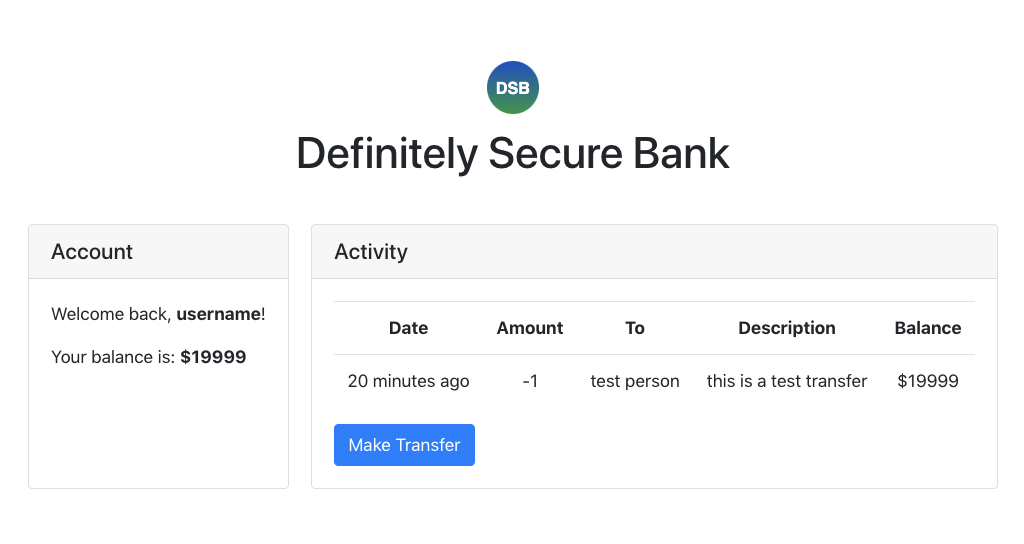 DSB
Definitely Secure Bank
Account
Welcome back, username!
Your balance is: $19999
Activity
Date Amount To Description Balance
20 minutes ago -1 test person this is a test transfer $19999
Make Transfer